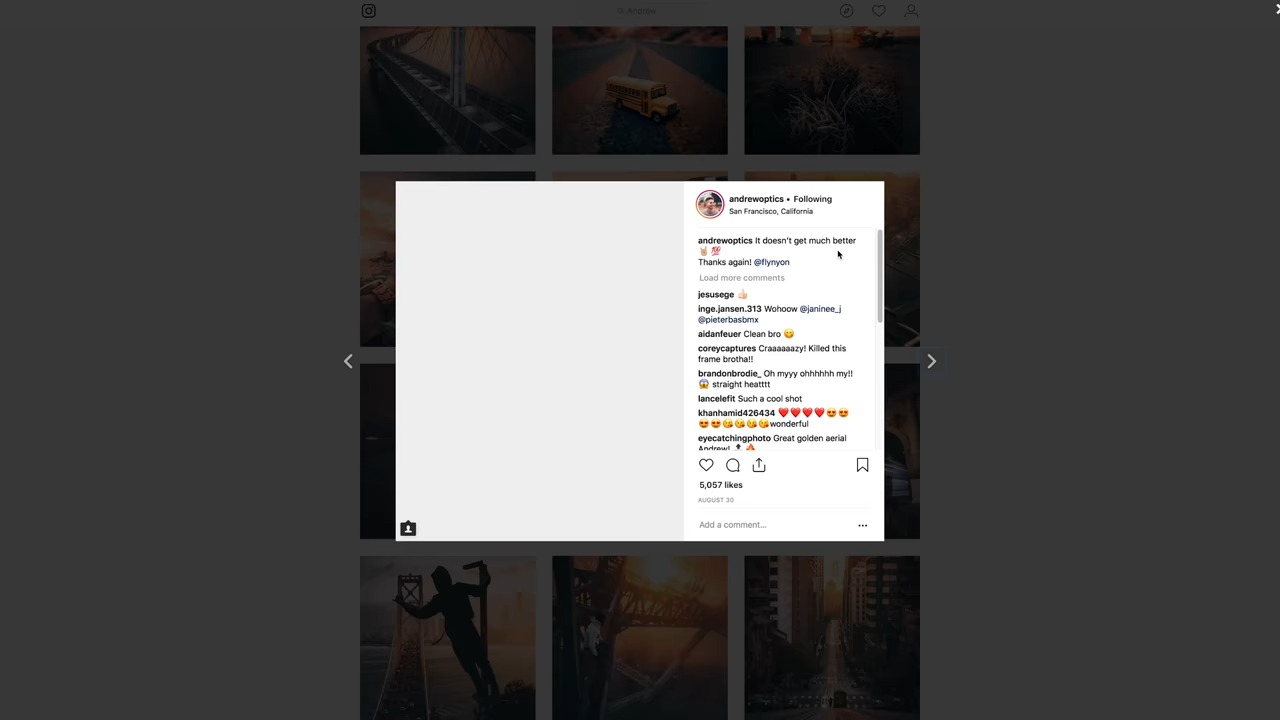 Andrew
andrewoptics • Following
San Francisco, California
andrewoptics It doesn't get much better
🤘🏼 💯
Thanks again! @flynyon
Load more comments
jesusege 👍🏻
inge.jansen.313 Wohoow @janinee_j
@pieterbasbmx
aidanfeuer Clean bro 😋
coreycaptures Craaaaaazy! Killed this
frame brotha!!
brandonbrodie_ Oh myyy ohhhhhh my!!
😱 straight heatttt
lancelefit Such a cool shot
khanhamid426434 ❤️❤️❤️❤️😍😍
😍😍😘😘😘😘wonderful
eyecatchingphoto Great golden aerial
Andrew!
5,057 likes
AUGUST 30
Add a comment...